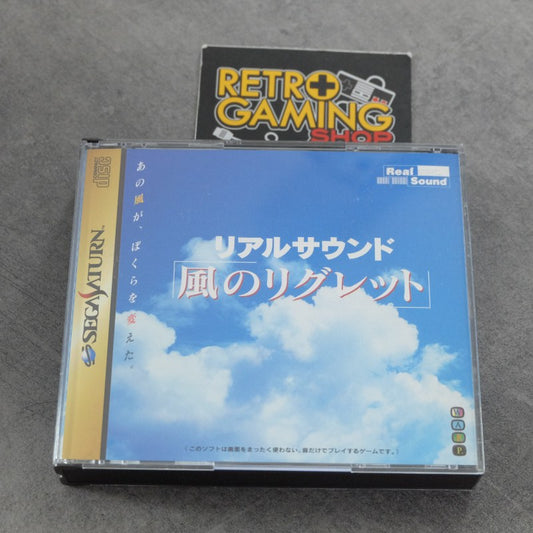 RETRO
GAMING
SHOP
Real
Sound
リアルサウンド
風のリグレット
あの風が、ぼくらを変えた。
SEGA SATURN
WARP
(このソフトは画面をまったく使わない、音だけでプレイするゲームです。)